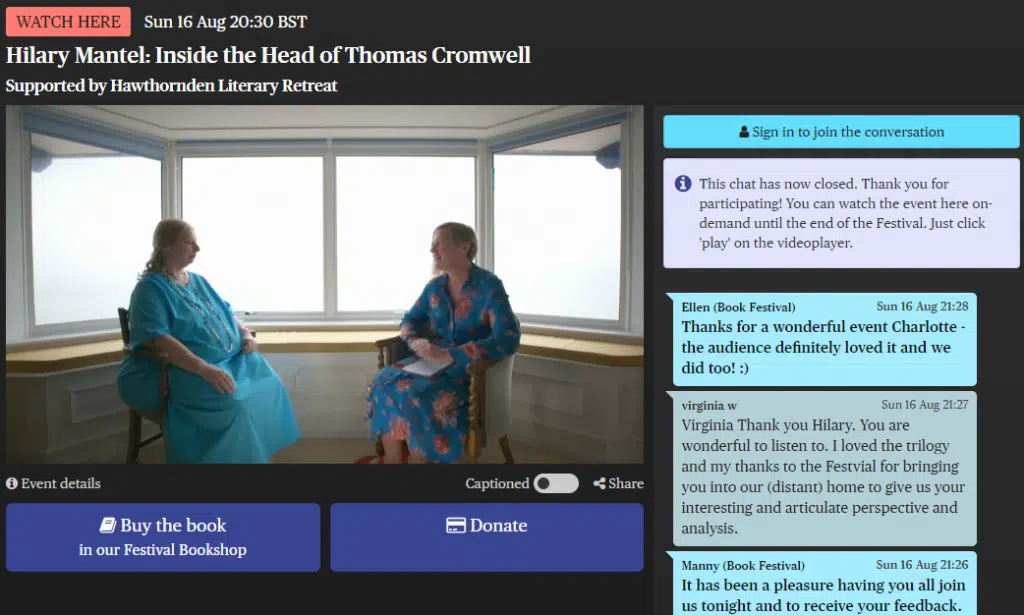 WATCH HERE Sun 16 Aug 20:30 BST
Hilary Mantel: Inside the Head of Thomas Cromwell
Supported by Hawthornden Literary Retreat
Event details
Captioned
Share
Buy the book
in our Festival Bookshop
Donate
Sign in to join the conversation
This chat has now closed. Thank you for
participating! You can watch the event here on-
demand until the end of the Festival. Just click
'play' on the videoplayer.
Ellen (Book Festival) Sun 16 Aug 21:28
Thanks for a wonderful event Charlotte -
the audience definitely loved it and we
did too! :)
virginia w Sun 16 Aug 21:27
Virginia Thank you Hilary. You are
wonderful to listen to. I loved the trilogy
and my thanks to the Festvial for bringing
you into our (distant) home to give us your
interesting and articulate perspective and
analysis.
Manny (Book Festival) Sun 16 Aug 21:26
It has been a pleasure having you all join
us tonight and to receive your feedback.